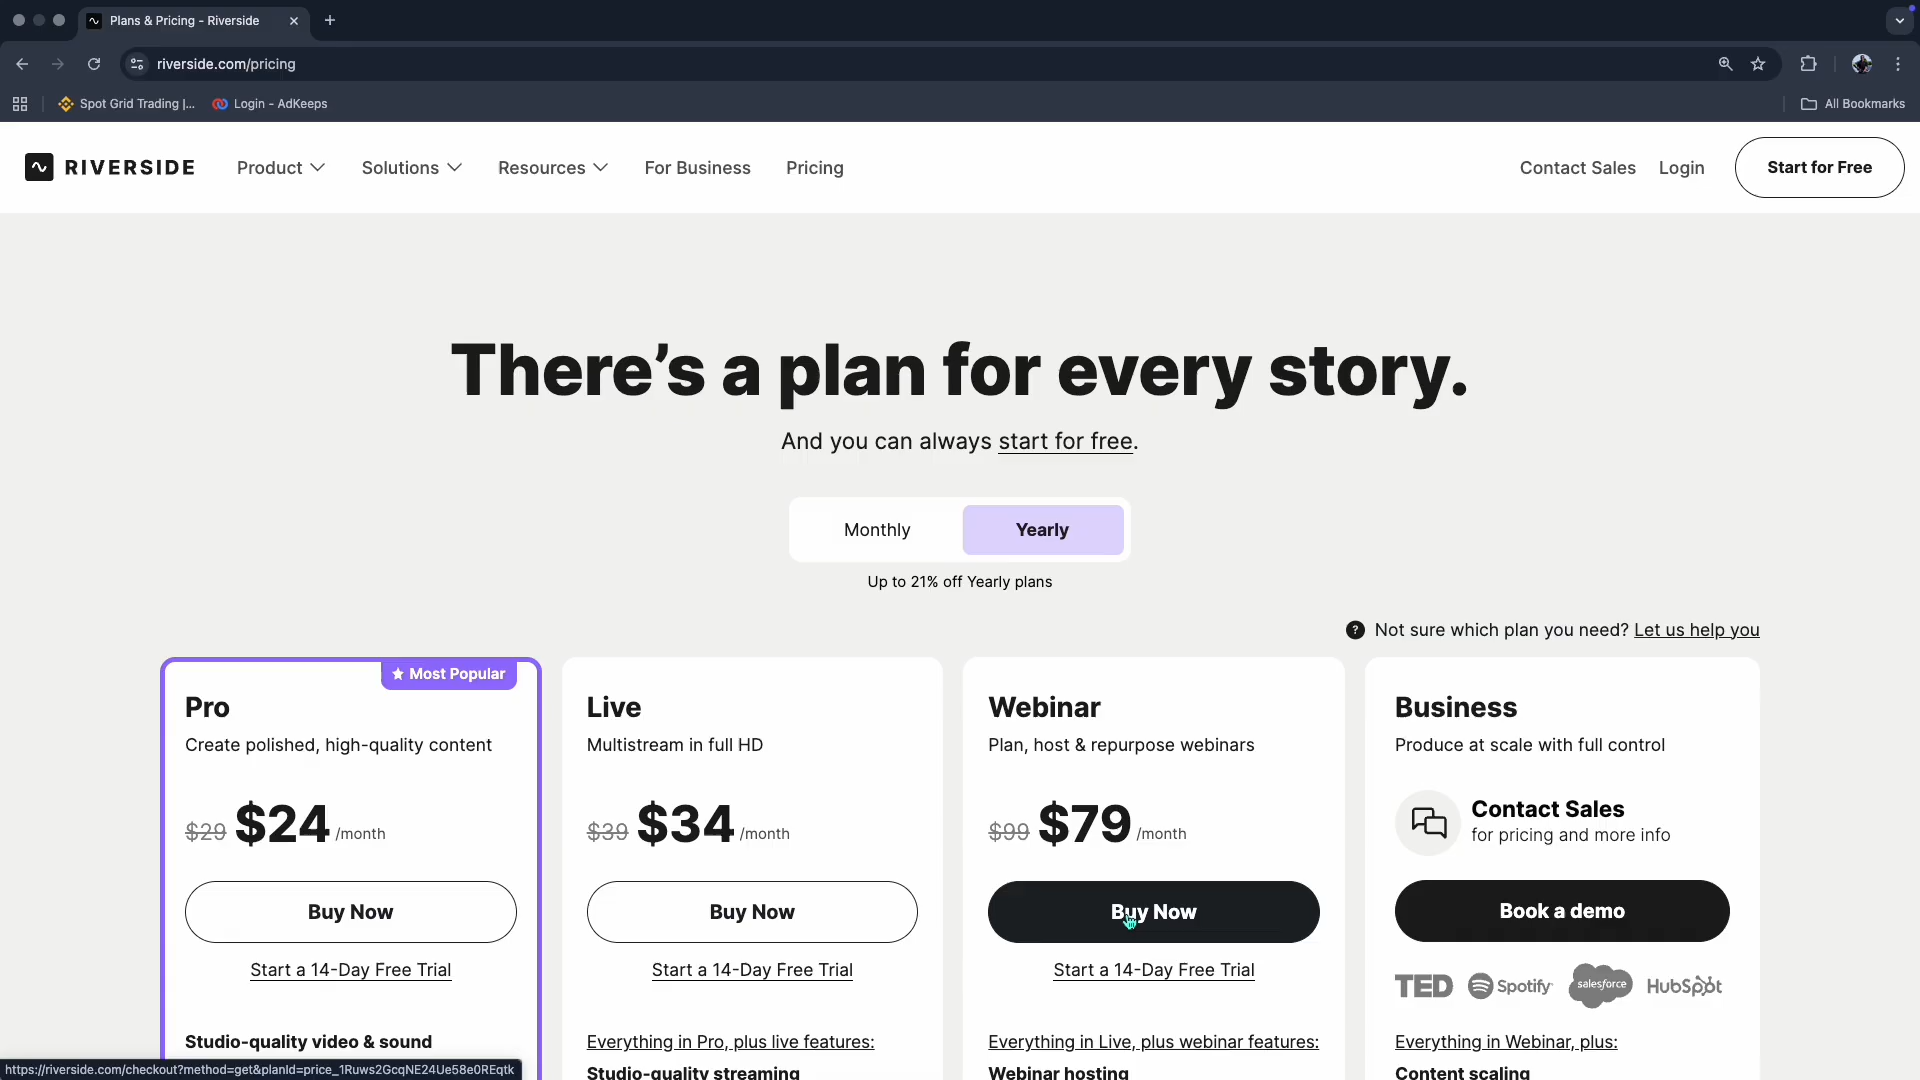 Plans & Pricing - Riverside
riverside.com/pricing
Spot Grid Trading |...
Login - AdKeeps
All Bookmarks
RIVERSIDE
Product
Solutions
Resources
For Business
Pricing
Contact Sales
Login
Start for Free
There's a plan for every story.
And you can always start for free.
Monthly
Yearly
Up to 21% off Yearly plans
Not sure which plan you need? Let us help you
Most Popular
Pro
Create polished, high-quality content
$29 $24 /month
Buy Now
Start a 14-Day Free Trial
Studio-quality video & sound
Live
Multistream in full HD
$39 $34 /month
Buy Now
Start a 14-Day Free Trial
Everything in Pro, plus live features:
Studio-quality streaming
Webinar
Plan, host & repurpose webinars
$99 $79 /month
Buy Now
Start a 14-Day Free Trial
Everything in Live, plus webinar features:
Webinar hosting
Business
Produce at scale with full control
Contact Sales
for pricing and more info
Book a demo
TED Spotify salesforce HubSpot
Everything in Webinar, plus:
Content scaling
https://riverside.com/checkout?method=get&planId=price_1Ruws2GcqNE24Ue58e0REqtk